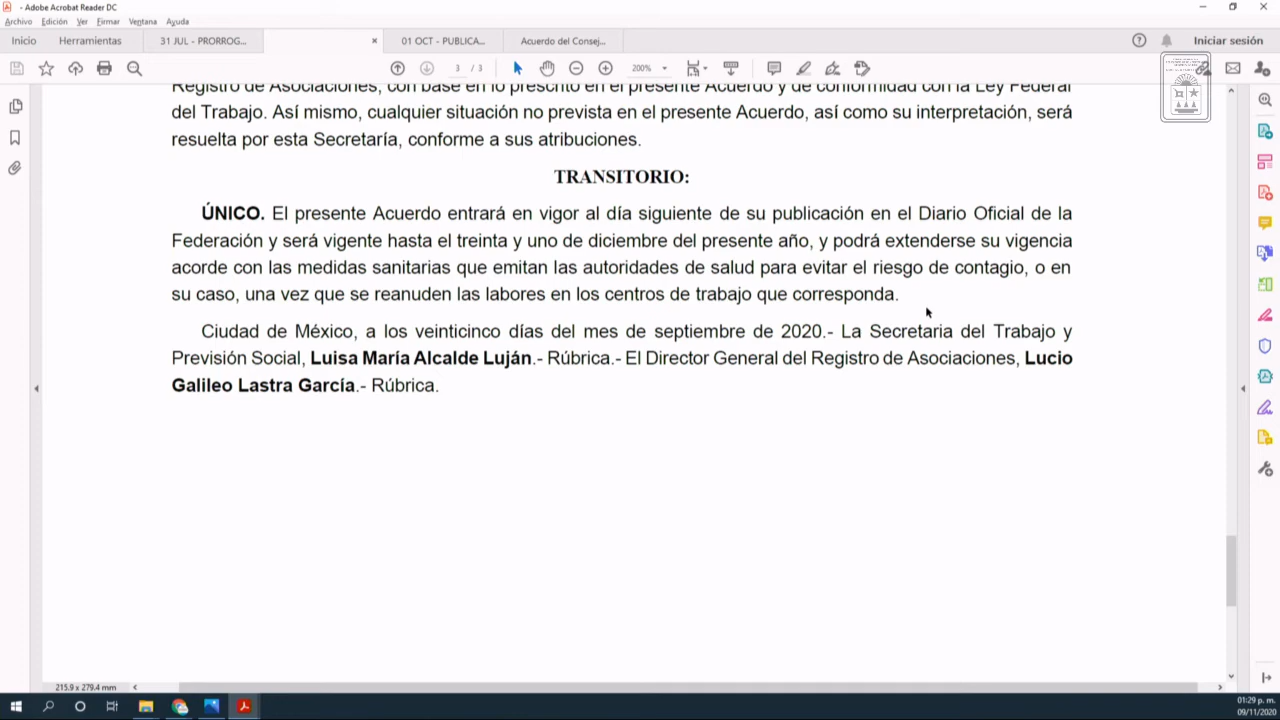 - Adobe Acrobat Reader DC
Archivo Edición Ver Firmar Ventana Ayuda
Inicio Herramientas 31 JUL - PRORROG... × 01 OCT - PUBLICA... Acuerdo del Consej... Iniciar sesión
3 / 3 200%
Registro de Asociaciones, con base en lo prescrito en el presente Acuerdo y de conformidad con la Ley Federal
del Trabajo. Así mismo, cualquier situación no prevista en el presente Acuerdo, así como su interpretación, será
resuelta por esta Secretaría, conforme a sus atribuciones.
TRANSITORIO:
ÚNICO. El presente Acuerdo entrará en vigor al día siguiente de su publicación en el Diario Oficial de la
Federación y será vigente hasta el treinta y uno de diciembre del presente año, y podrá extenderse su vigencia
acorde con las medidas sanitarias que emitan las autoridades de salud para evitar el riesgo de contagio, o en
su caso, una vez que se reanuden las labores en los centros de trabajo que corresponda.
Ciudad de México, a los veinticinco días del mes de septiembre de 2020.- La Secretaria del Trabajo y
Previsión Social, Luisa María Alcalde Luján.- Rúbrica.- El Director General del Registro de Asociaciones, Lucio
Galileo Lastra García.- Rúbrica.
215.9 x 279.4 mm
01:29 p. m.
09/11/2020